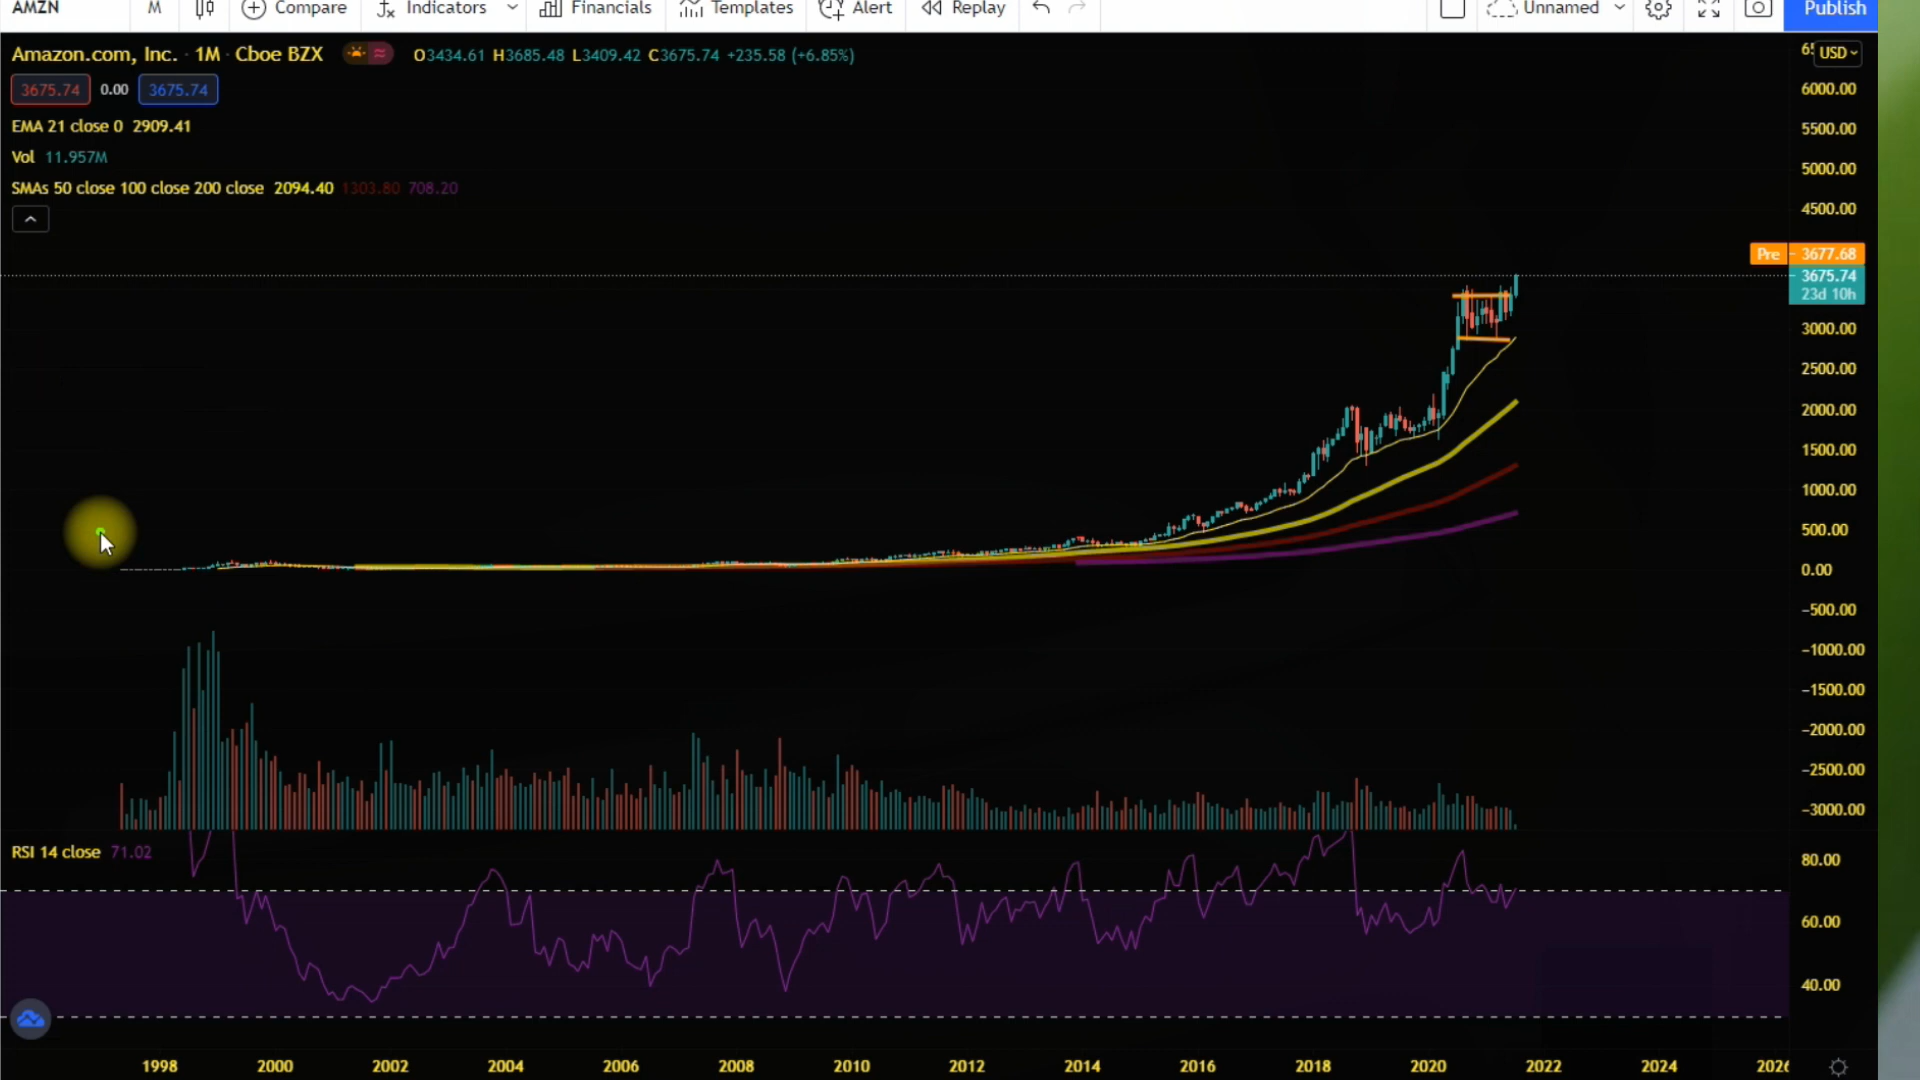 AMZN M Compare Indicators Financials Templates Alert Replay Unnamed Publish
Amazon.com, Inc. · 1M · Cboe BZX O3434.61 H3685.48 L3409.42 C3675.74 +235.58 (+6.85%)
USD
3675.74 0.00 3675.74
EMA 21 close 0 2909.41
Vol 11.957M
SMAs 50 close 100 close 200 close 2094.40 1303.80 708.20
6000.00
5500.00
5000.00
4500.00
Pre 3677.68
3675.74
23d 10h
3000.00
2500.00
2000.00
1500.00
1000.00
500.00
0.00
−500.00
−1000.00
−1500.00
−2000.00
−2500.00
−3000.00
RSI 14 close 71.02
80.00
60.00
40.00
1998 2000 2002 2004 2006 2008 2010 2012 2014 2016 2018 2020 2022 2024